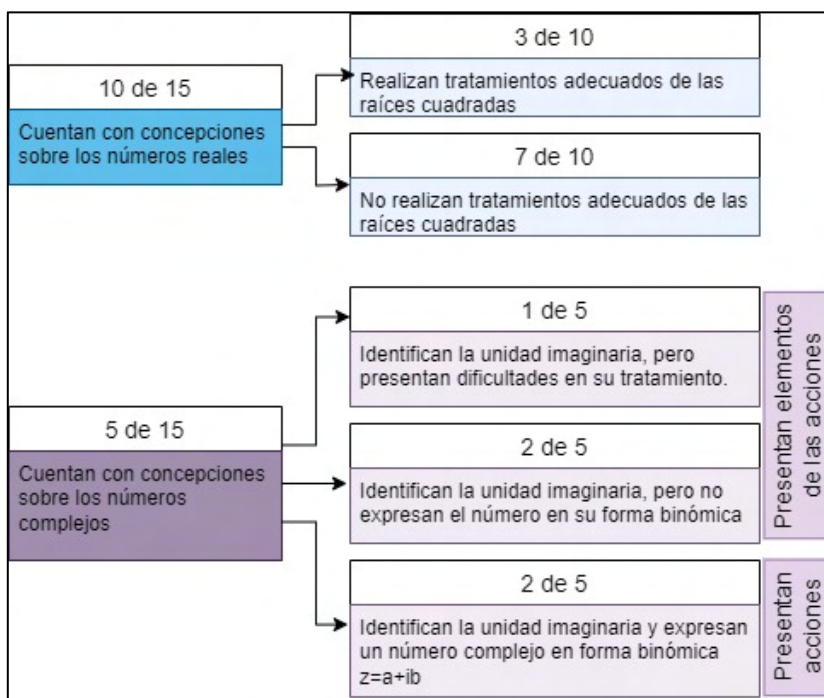 3 de 10
Realizan tratamientos adecuados de las
raíces cuadradas
10 de 15
Cuentan con concepciones
sobre los números reales
7 de 10
No realizan tratamientos adecuados de las
raíces cuadradas
1 de 5
Identifican la unidad imaginaria, pero
presentan dificultades en su tratamiento.
5 de 15
Cuentan con concepciones
sobre los números
complejos
2 de 5
Identifican la unidad imaginaria, pero no
expresan el número en su forma binómica
Presentan elementos
de las acciones
2 de 5
Identifican la unidad imaginaria y expresan
un número complejo en forma binómica
z=a+ib
Presentan
acciones